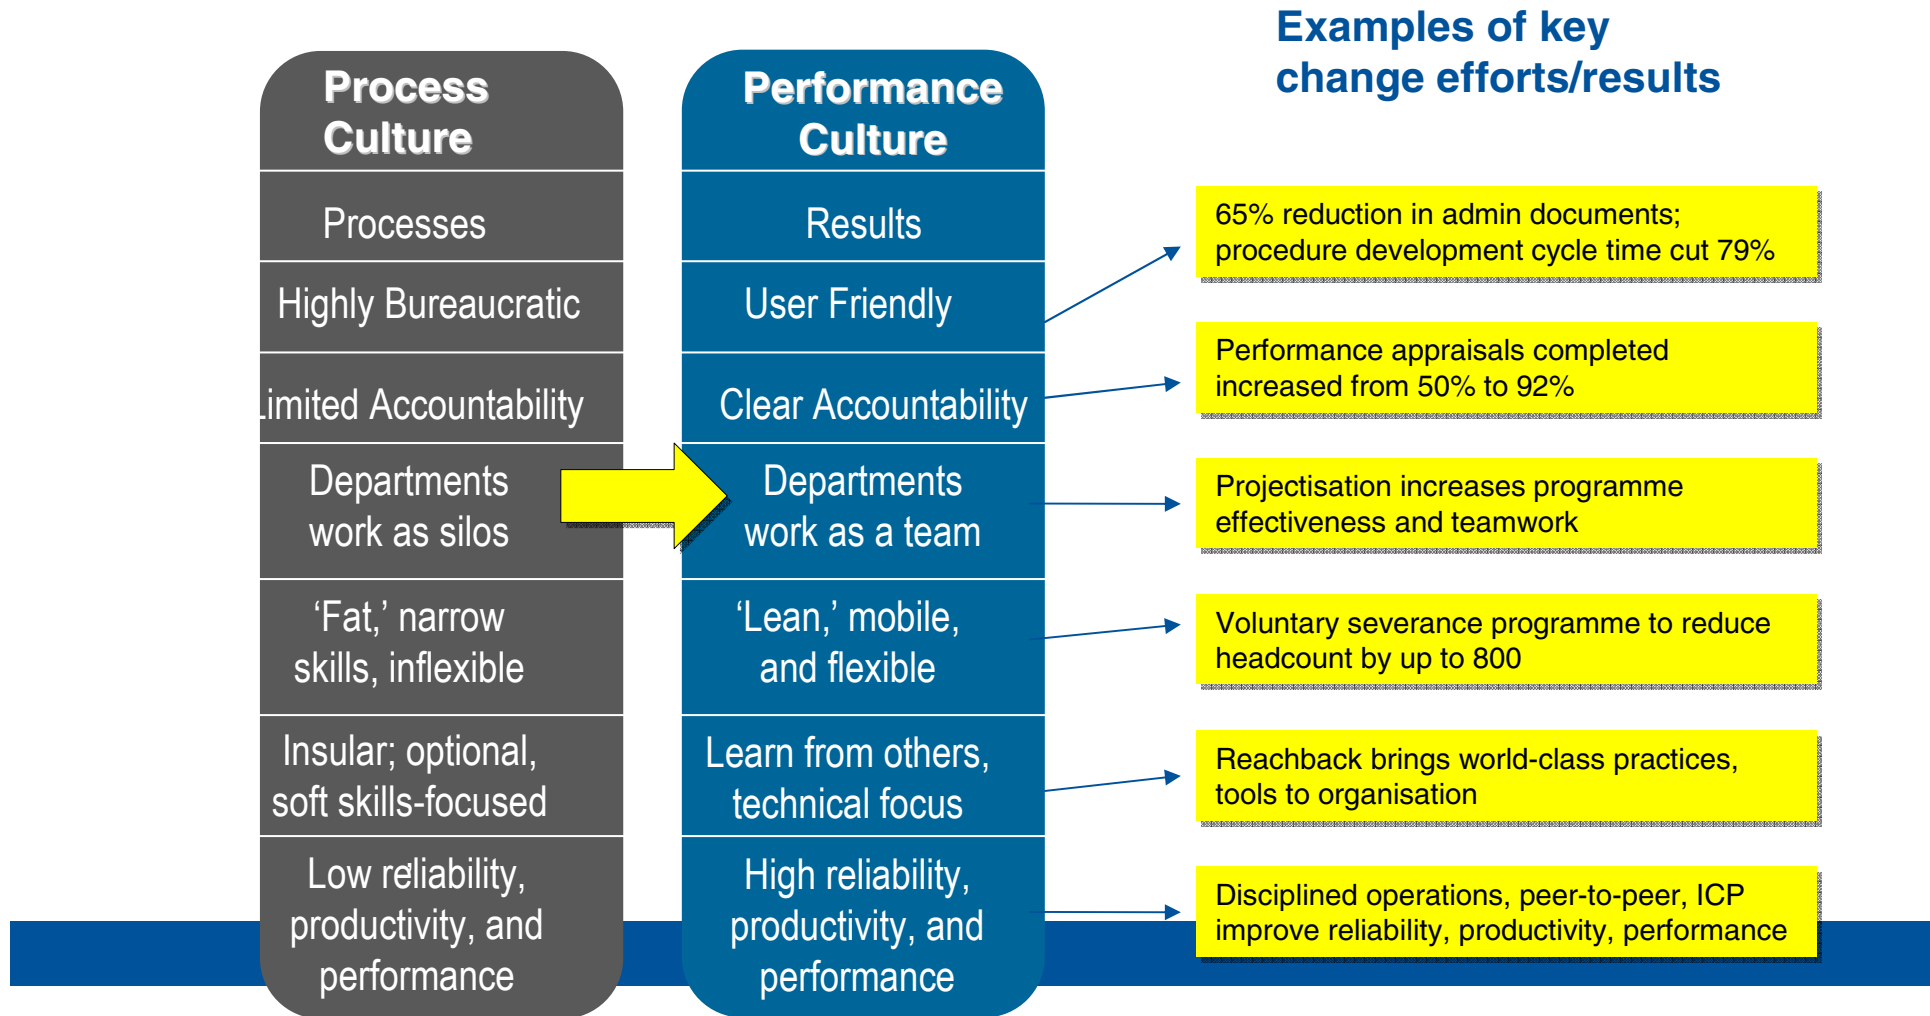 Examples of key
change efforts/results
Process
Culture
Processes
Highly Bureaucratic
Limited Accountability
Departments
work as silos
‘Fat,’ narrow
skills, inflexible
Insular; optional,
soft skills-focused
Low reliability,
productivity, and
performance
Performance
Culture
Results
User Friendly
Clear Accountability
Departments
work as a team
‘Lean,’ mobile,
and flexible
Learn from others,
technical focus
High reliability,
productivity, and
performance
65% reduction in admin documents;
procedure development cycle time cut 79%
Performance appraisals completed
increased from 50% to 92%
Projectisation increases programme
effectiveness and teamwork
Voluntary severance programme to reduce
headcount by up to 800
Reachback brings world-class practices,
tools to organisation
Disciplined operations, peer-to-peer, ICP
improve reliability, productivity, performance